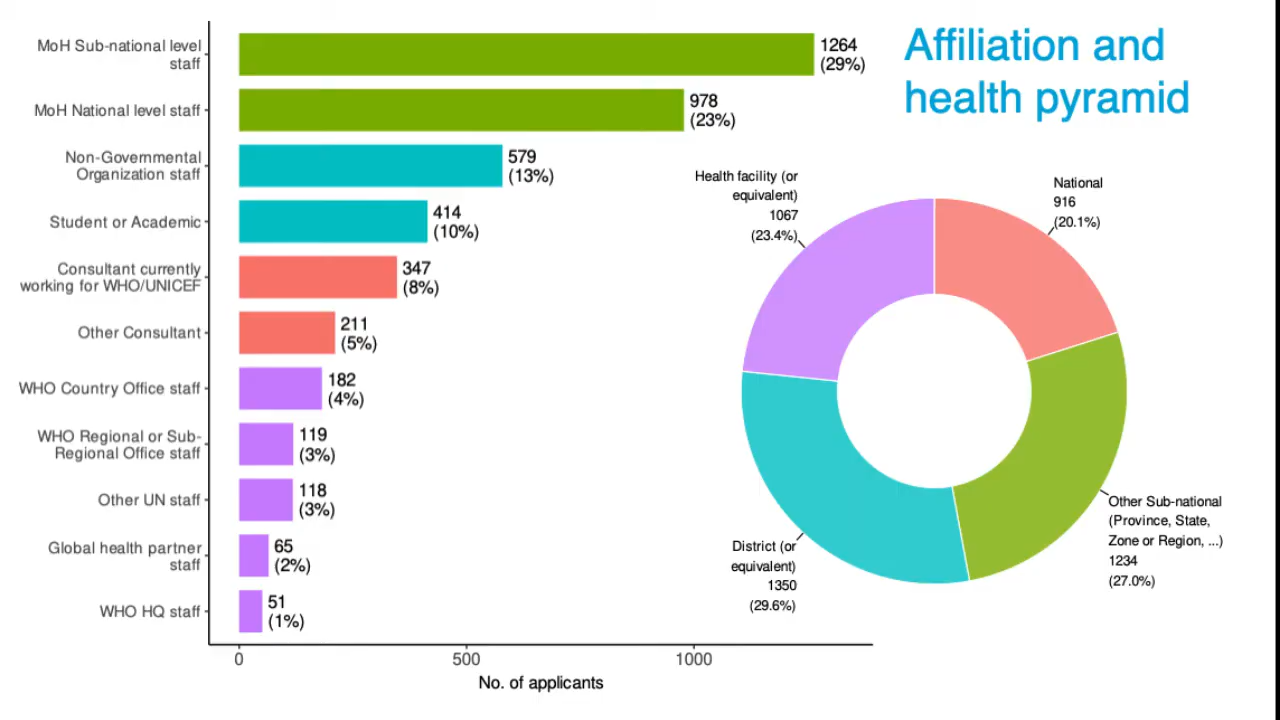 Affiliation and
health pyramid
MoH Sub-national level
staff
1264
(29%)
MoH National level staff
978
(23%)
Non-Governmental
Organization staff
579
(13%)
Student or Academic
414
(10%)
Consultant currently
working for WHO/UNICEF
347
(8%)
Other Consultant
211
(5%)
WHO Country Office staff
182
(4%)
WHO Regional or Sub-
Regional Office staff
119
(3%)
Other UN staff
118
(3%)
Global health partner
staff
65
(2%)
WHO HQ staff
51
(1%)
0
500
1000
No. of applicants
Health facility (or
equivalent)
1067
(23.4%)
National
916
(20.1%)
District (or
equivalent)
1350
(29.6%)
Other Sub-national
(Province, State,
Zone or Region, ...)
1234
(27.0%)